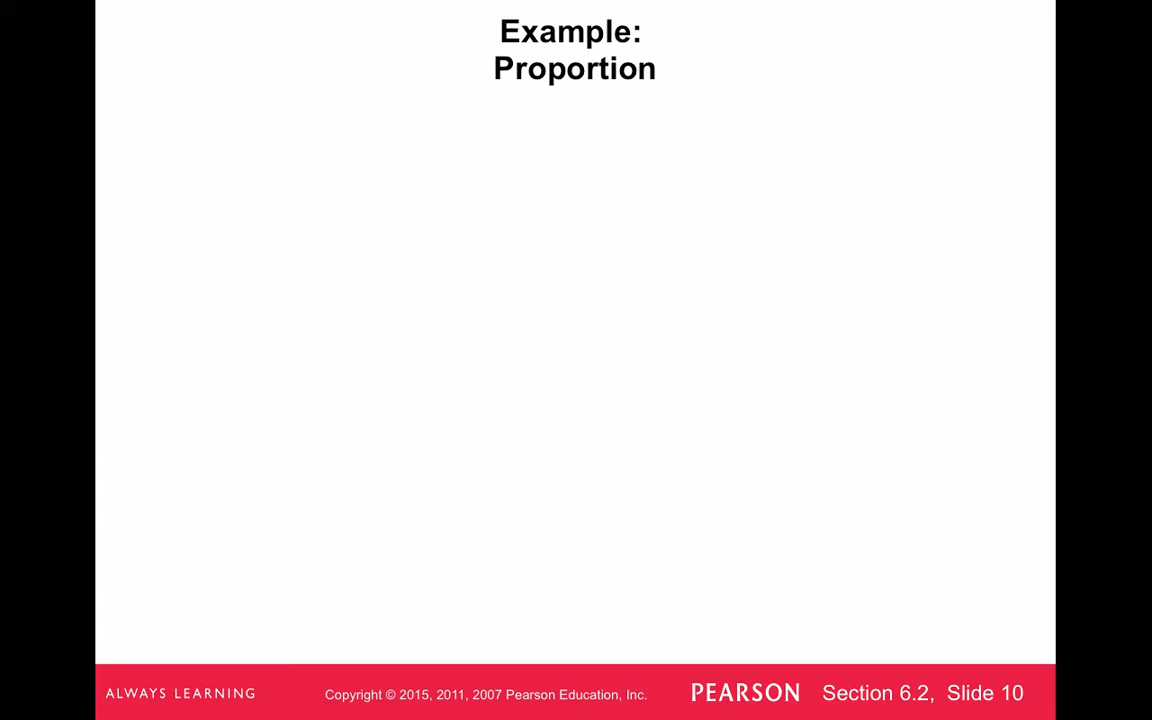 Example:
Proportion
ALWAYS LEARNING
Copyright © 2015, 2011, 2007 Pearson Education, Inc.
PEARSON
Section 6.2, Slide 10